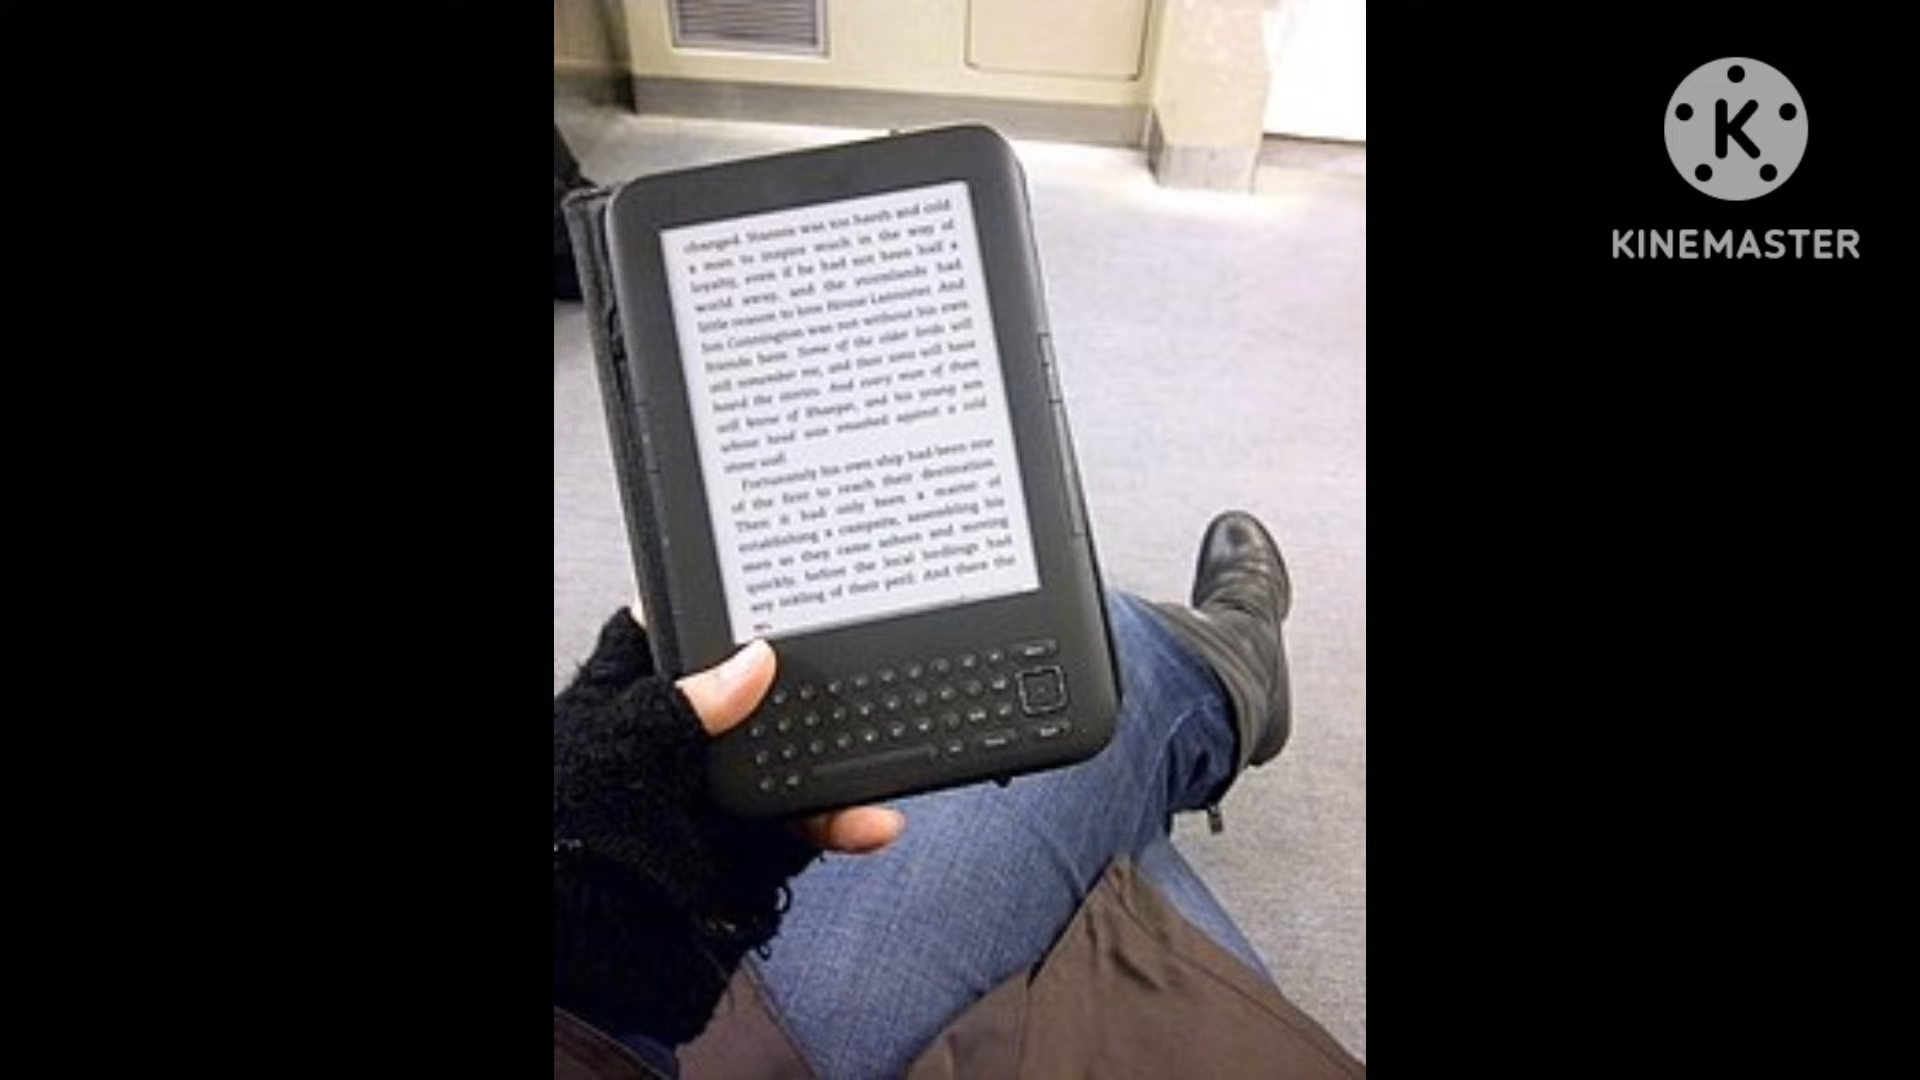 changed. Stannis was too harsh and cold
a man to inspire much in the way of
loyalty, even if he had not been half a
world away, and the stormlands had
little reason to love House Lannister. And
Jon Connington was not without his own
friends here. Some of the older lords will
still remember me, and their sons will have
heard the stories. And every man of them
will know of Rhaegar, and his young son
whose head was smashed against a cold
stone wall.
Fortunately his own ship had been one
of the first to reach their destination.
Then it had only been a matter of
establishing a campsite, assembling his
men as they came ashore and moving
quickly, before the local lordlings had
any inkling of their peril. And there the
K
KINEMASTER